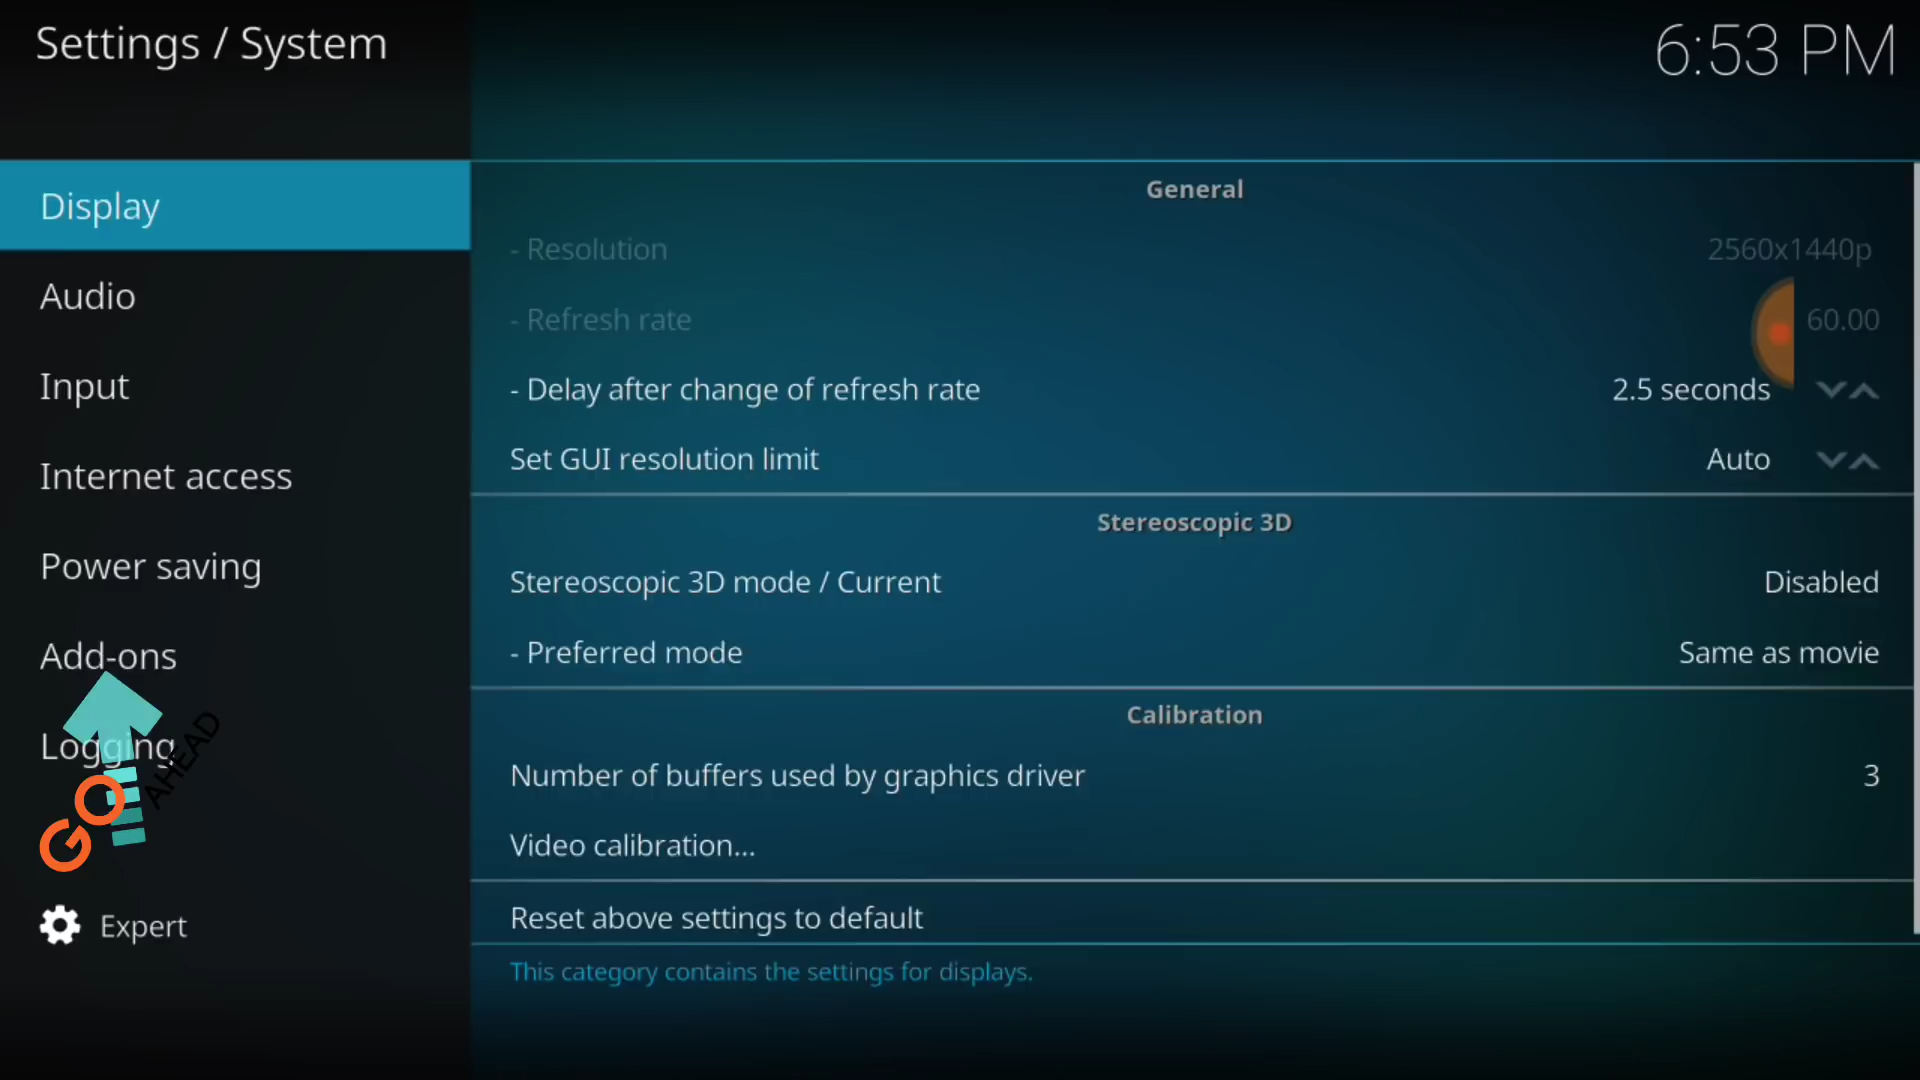 Settings / System
6:53 PM
Display
Audio
Input
Internet access
Power saving
Add-ons
Logging
GO
AHEAD
Expert
General
- Resolution 2560x1440p
- Refresh rate 60.00
- Delay after change of refresh rate 2.5 seconds
Set GUI resolution limit Auto
Stereoscopic 3D
Stereoscopic 3D mode / Current Disabled
- Preferred mode Same as movie
Calibration
Number of buffers used by graphics driver 3
Video calibration...
Reset above settings to default
This category contains the settings for displays.